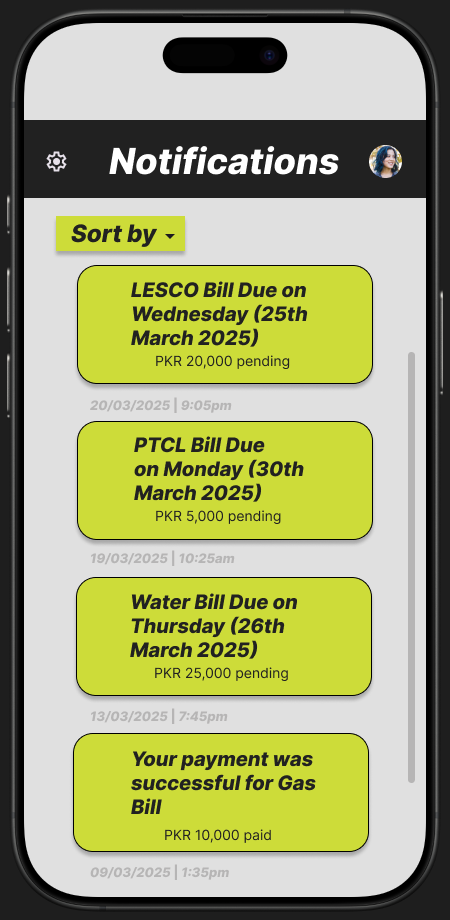 Notifications
Sort by
LESCO Bill Due on
Wednesday (25th
March 2025)
PKR 20,000 pending
20/03/2025 | 9:05pm
PTCL Bill Due
on Monday (30th
March 2025)
PKR 5,000 pending
19/03/2025 | 10:25am
Water Bill Due on
Thursday (26th
March 2025)
PKR 25,000 pending
13/03/2025 | 7:45pm
Your payment was
successful for Gas
Bill
PKR 10,000 paid
09/03/2025 | 1:35pm